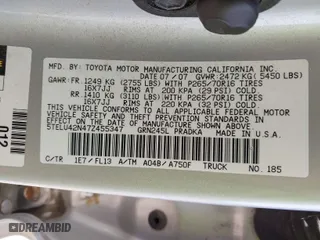 MFD. BY: TOYOTA MOTOR MANUFACTURING CALIFORNIA INC.
DATE 07 / 07 GVWR: 2472 KG ( 5450 LBS)
GAWR: FR. 1249 KG (2755 LBS) WITH P265/70R16 TIRES
16X7JJ RIMS AT 200 KPA (29 PSI) COLD.
RR. 1410 KG (3110 LBS) WITH P265/70R16 TIRES
16X7JJ RIMS AT 220 KPA (32 PSI) COLD.
THIS VEHICLE CONFORMS TO ALL APPLICABLE FEDERAL MOTOR
VEHICLE SAFETY STANDARDS IN EFFECT ON THE DATE OF
MANUFACTURE SHOWN ABOVE.
5TELU42N47Z455347 GRN245L PRADKA MADE IN U.S.A.
C/TR 1E7 / FL13 A/TM A04B / A750F TRUCK NO. 185
DEALER CLUB